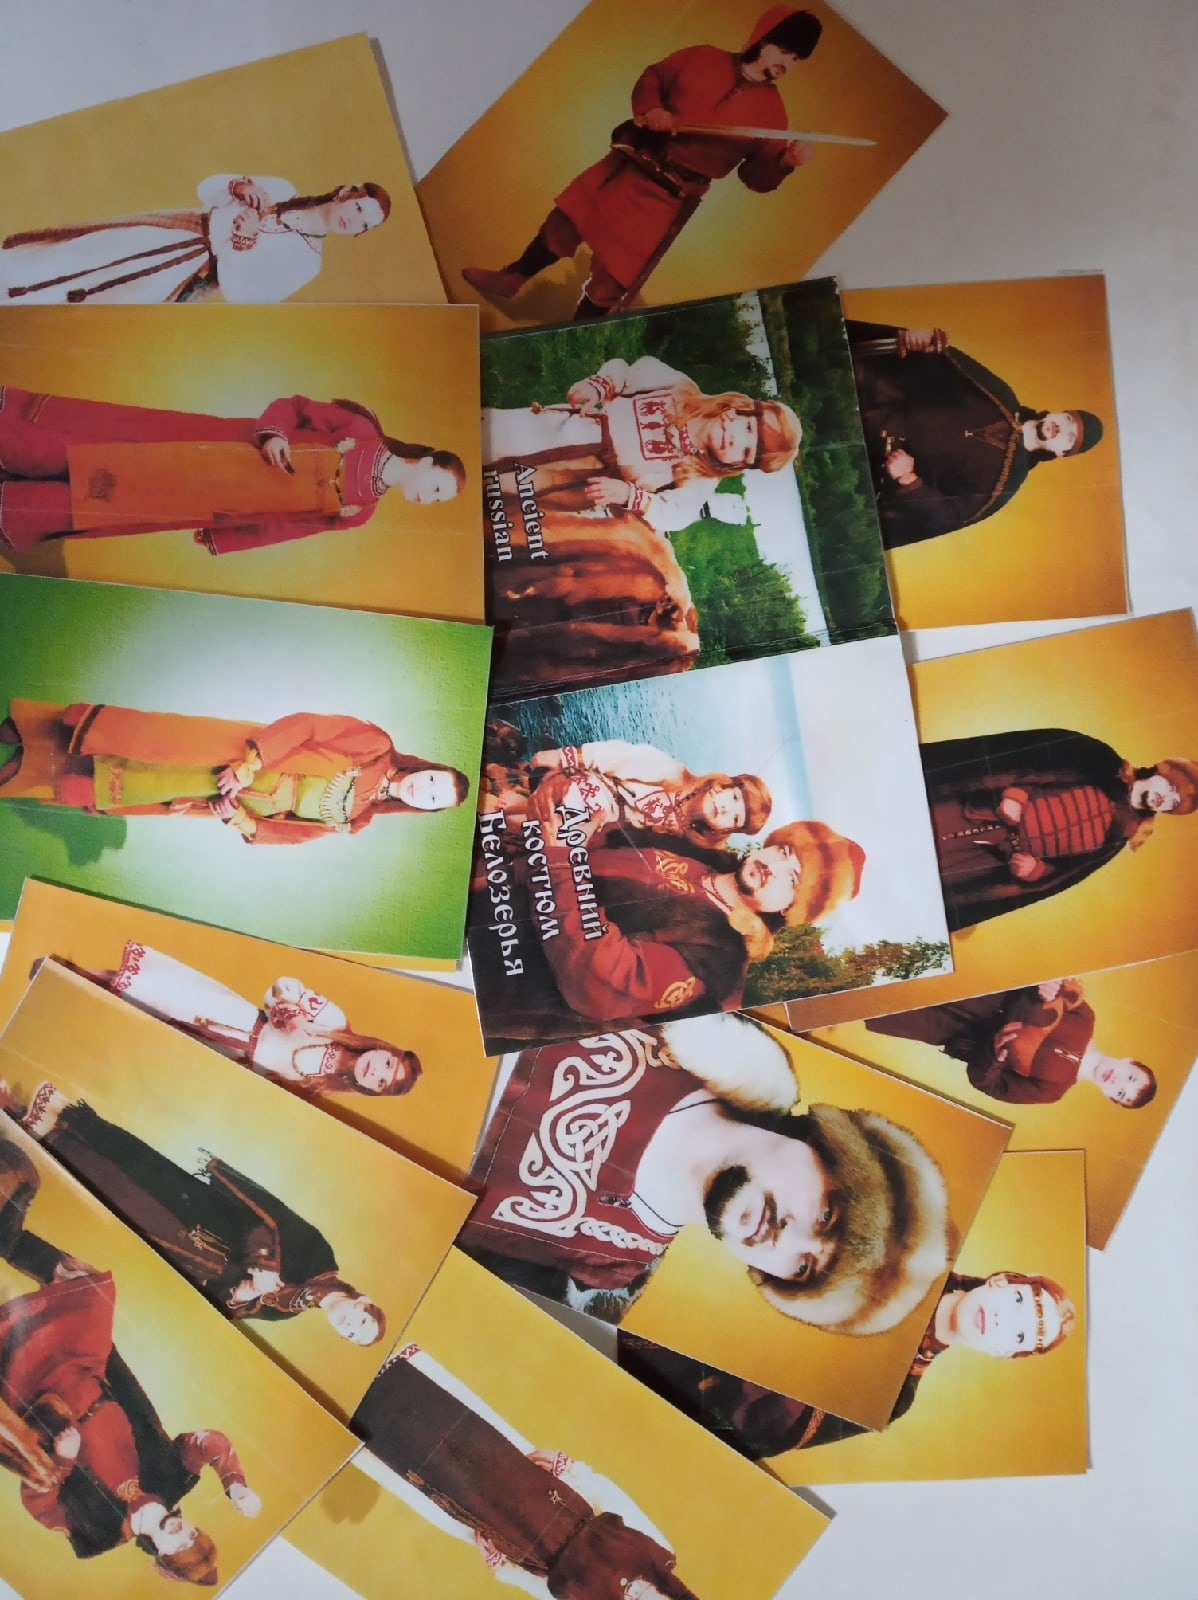 Ancient
russian
Древний
костюм
Белозерья